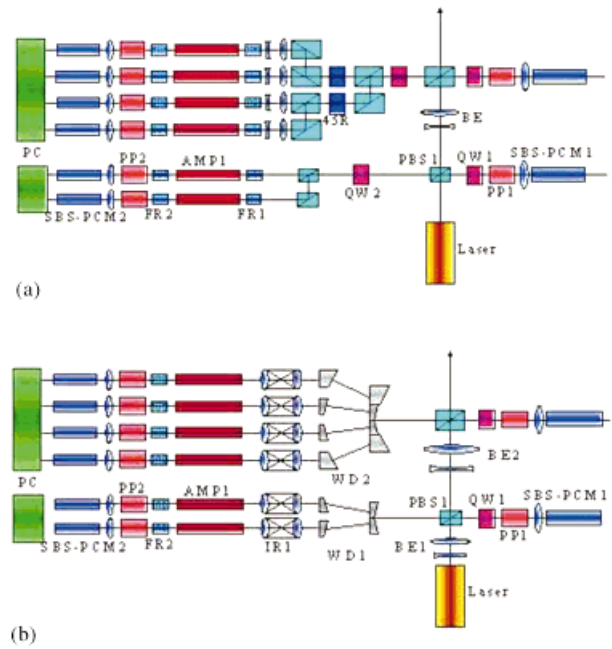 45R
BE
PC
PP2
AMP1
PBS1
QW1
SBS-PCM1
QW2
PP1
SBS-PCM2
FR2
FR1
Laser
(a)
BE2
WD2
PC
PP2
AMP1
PBS1
QW1
SBS-PCM1
SBS-PCM2
FR2
IR1
WD1
BE1
PP1
Laser
(b)